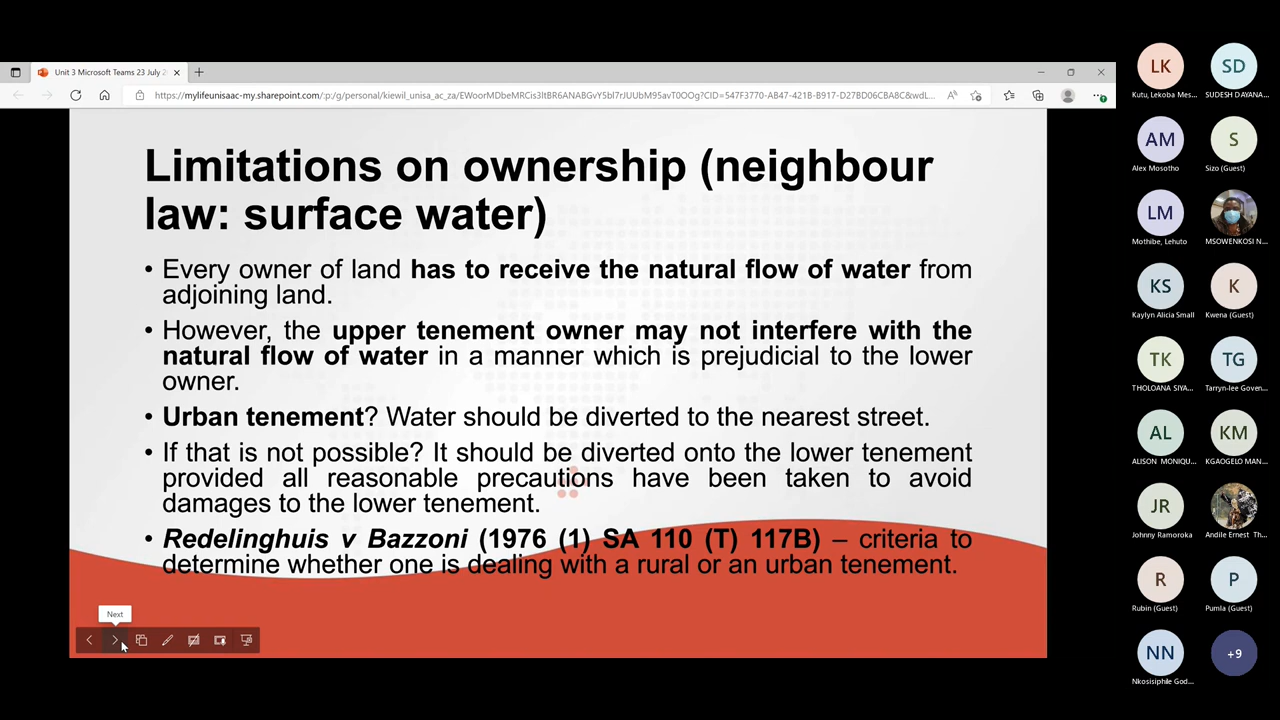 Unit 3 Microsoft Teams 23 July 2
https://mylifeunisaac-my.sharepoint.com/:p:/g/personal/kiewil_unisa_ac_za/EWoorMDbeMRCis3ltBR6ANABGvY5bl7rJUUbM95avT0OOg?CID=547F3770-AB47-421B-B917-D27BD06CBA8C&wdL...
Limitations on ownership (neighbour
law: surface water)
• Every owner of land has to receive the natural flow of water from
adjoining land.
• However, the upper tenement owner may not interfere with the
natural flow of water in a manner which is prejudicial to the lower
owner.
• Urban tenement? Water should be diverted to the nearest street.
• If that is not possible? It should be diverted onto the lower tenement
provided all reasonable precautions have been taken to avoid
damages to the lower tenement.
• Redelinghuis v Bazzoni (1976 (1) SA 110 (T) 117B) – criteria to
determine whether one is dealing with a rural or an urban tenement.
Next
LK
Kutu, Lekoba Mes...
SD
SUDESH DAYANA...
AM
Alex Mosotho
S
Sizo (Guest)
LM
Mothibe, Lehuto
MSOWENKOSI N...
KS
Kaylyn Alicia Small
K
Kwena (Guest)
TK
THOLOANA SIYA...
TG
Tarryn-lee Goven...
AL
ALISON MONIQU...
KM
KGAOGELO MAN...
JR
Johnny Ramoroka
Andile Ernest Th...
R
Rubin (Guest)
P
Pumla (Guest)
NN
Nkosisiphile God...
+9